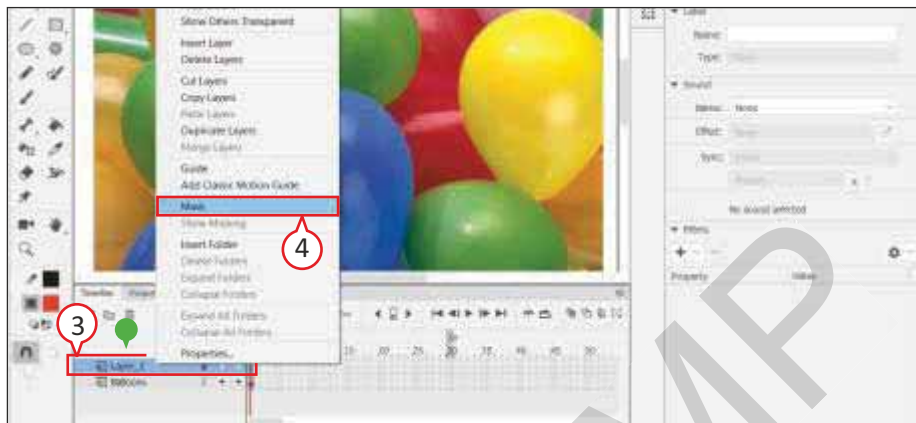 Show Others Transparent
Insert Layer
Delete Layers
Cut Layers
Copy Layers
Paste Layers
Duplicate Layers
Merge Layers
Guide
Add Classic Motion Guide
Mask
Show Masking
4
Insert Folder
Delete Folders
Expand Folders
Collapse Folders
Expand All Folders
Collapse All Folders
Properties...
Label
Name:
Type:
Sound
Name: None
Effect:
Sync:
No sound selected
Filters
Property Value
Timeline
3
Layer_2
Balloons
MP